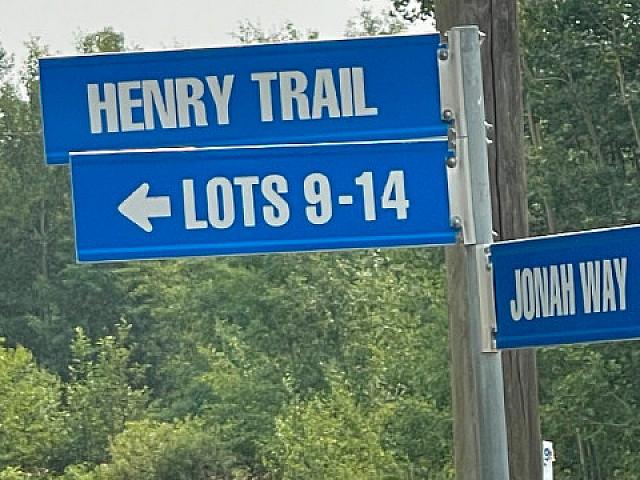 HENRY TRAIL
← LOTS 9-14
JONAH WAY